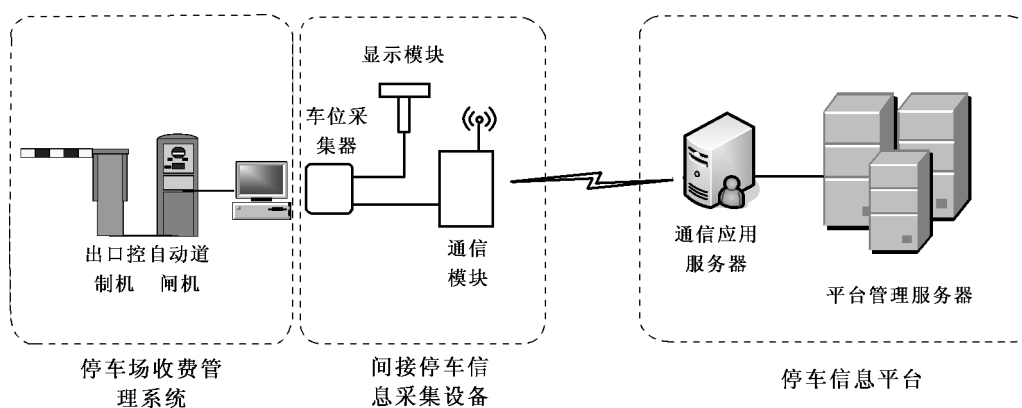 显示模块
车位采
集器
出口控
制机
自动道
闸机
通信
模块
通信应用
服务器
平台管理服务器
停车场收费管
理系统
间接停车信
息采集设备
停车信息平台